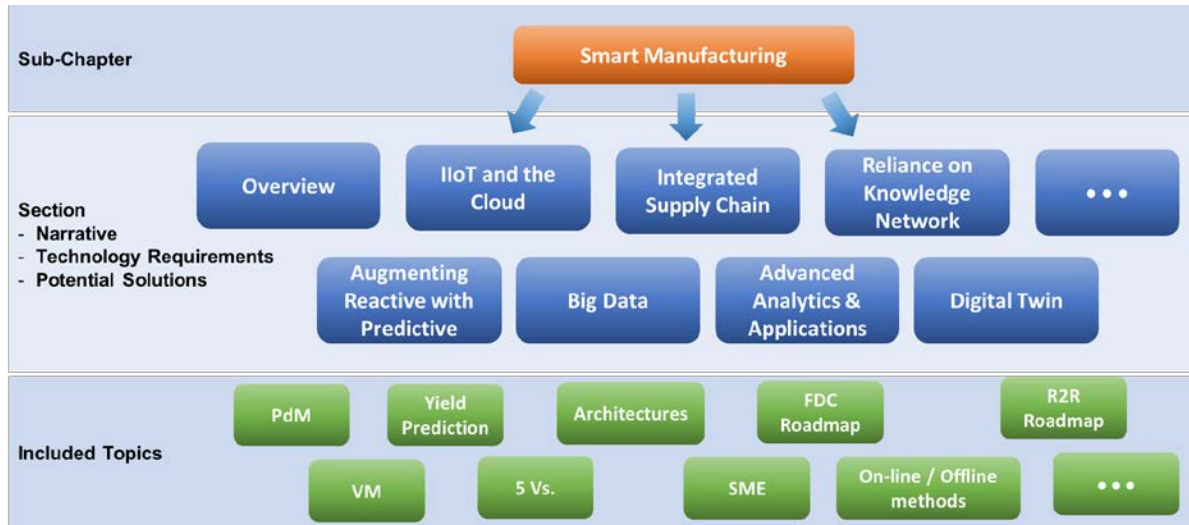 Sub-Chapter
Smart Manufacturing
Section
- Narrative
- Technology Requirements
- Potential Solutions
Overview
IIoT and the
Cloud
Integrated
Supply Chain
Reliance on
Knowledge
Network
•••
Augmenting
Reactive with
Predictive
Big Data
Advanced
Analytics &
Applications
Digital Twin
Included Topics
PdM
Yield
Prediction
Architectures
FDC
Roadmap
R2R
Roadmap
VM
5 Vs.
SME
On-line / Offline
methods
•••